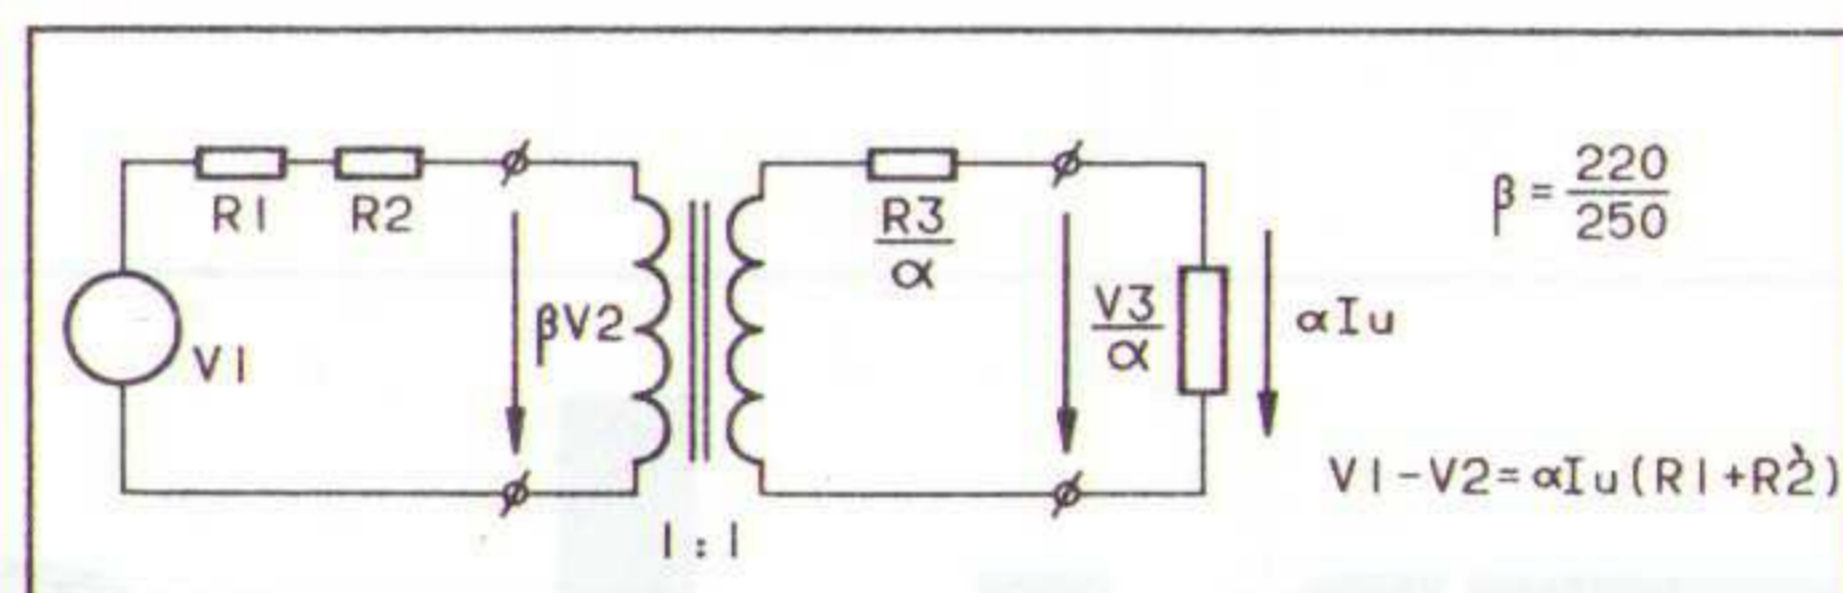 R1
R2
V1
βV2
1:1
R3
α
V3
α
αIu
β = 220
250
V1-V2=αIu(R1+R2̀)